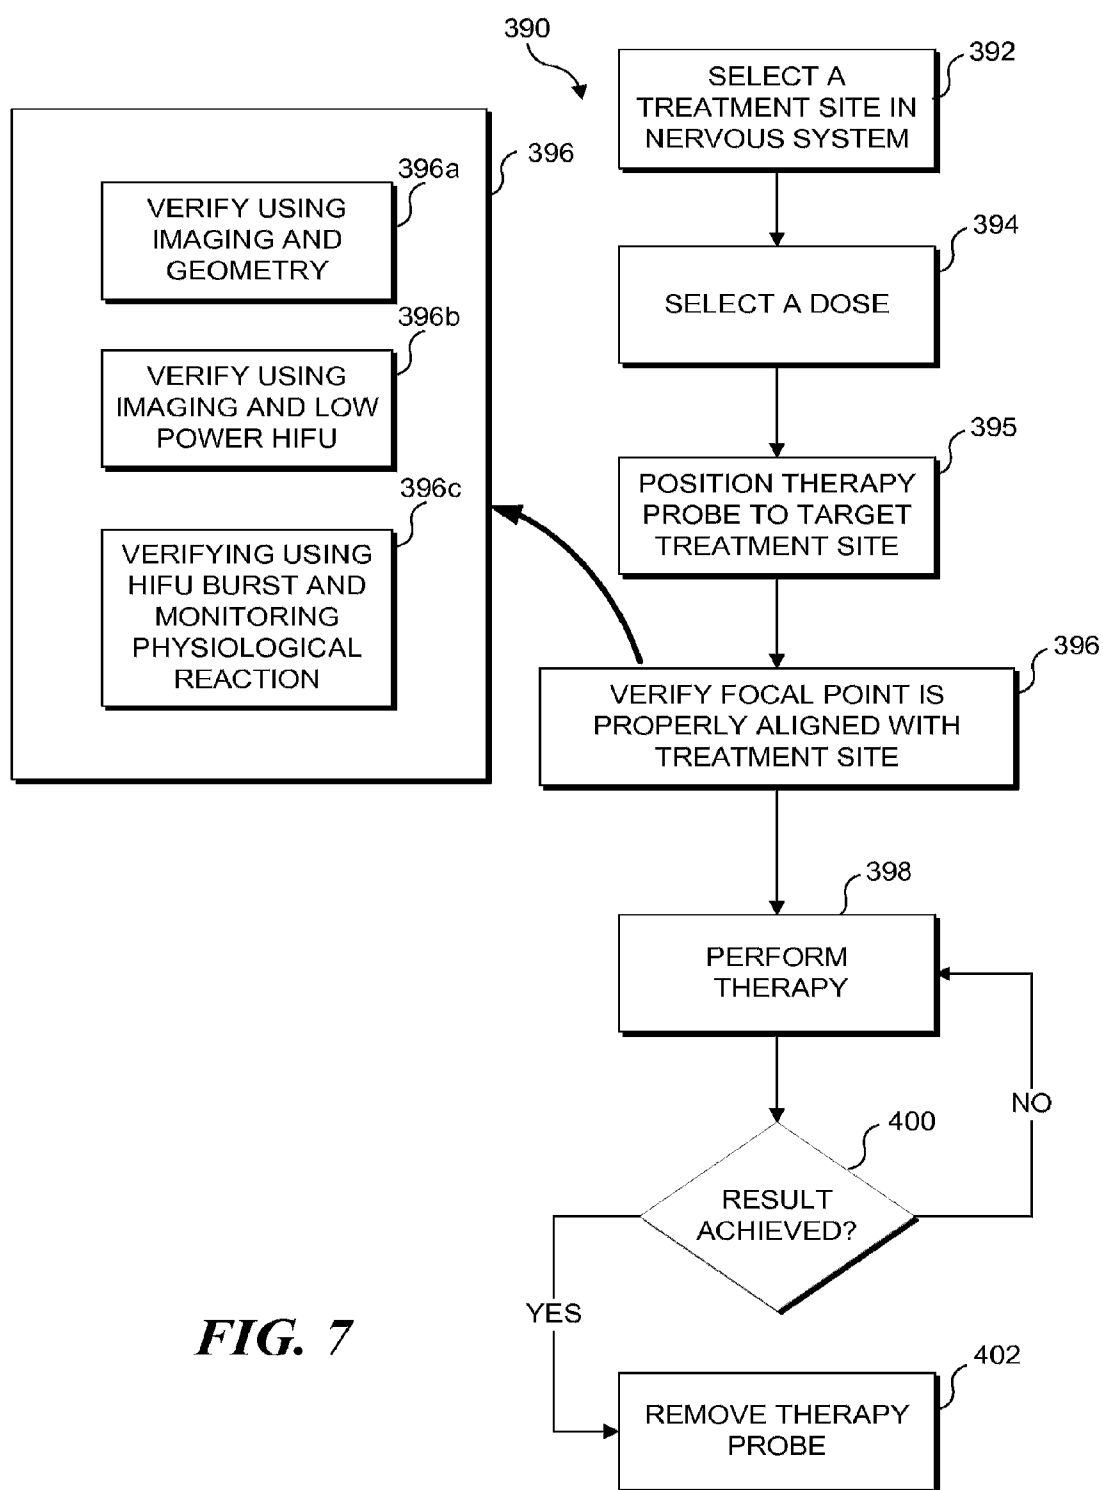 390
392
SELECT A
TREATMENT SITE IN
NERVOUS SYSTEM
394
SELECT A DOSE
395
POSITION THERAPY
PROBE TO TARGET
TREATMENT SITE
396
VERIFY FOCAL POINT IS
PROPERLY ALIGNED WITH
TREATMENT SITE
396
396a
VERIFY USING
IMAGING AND
GEOMETRY
396b
VERIFY USING
IMAGING AND LOW
POWER HIFU
396c
VERIFYING USING
HIFU BURST AND
MONITORING
PHYSIOLOGICAL
REACTION
398
PERFORM
THERAPY
400
RESULT
ACHIEVED?
NO
YES
402
REMOVE THERAPY
PROBE
FIG. 7